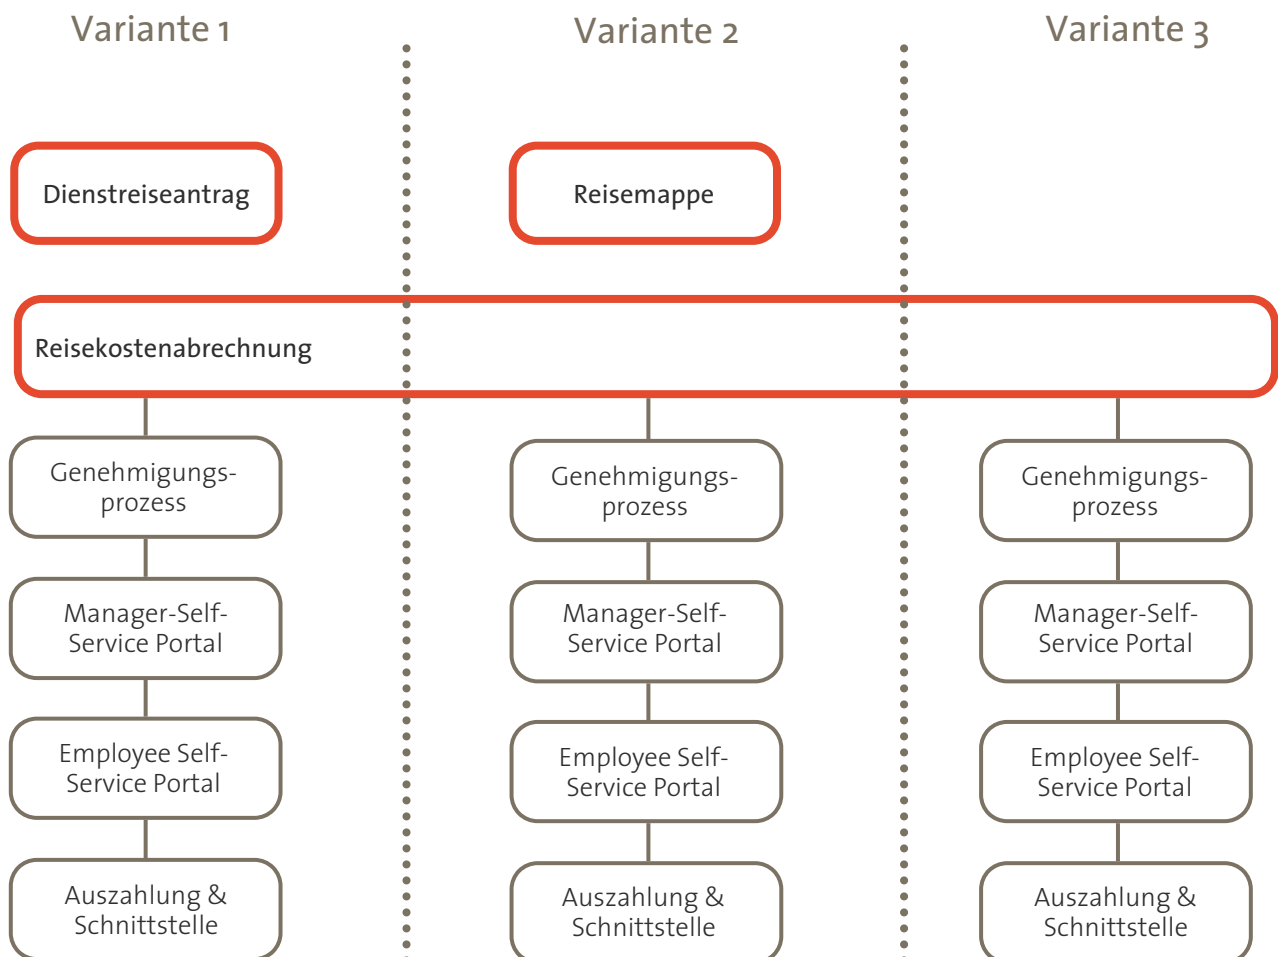 Variante 1
Variante 2
Variante 3
Dienstreiseantrag
Reisemappe
Reisekostenabrechnung
Genehmigungs-
prozess
Genehmigungs-
prozess
Genehmigungs-
prozess
Manager-Self-
Service Portal
Manager-Self-
Service Portal
Manager-Self-
Service Portal
Employee Self-
Service Portal
Employee Self-
Service Portal
Employee Self-
Service Portal
Auszahlung &
Schnittstelle
Auszahlung &
Schnittstelle
Auszahlung &
Schnittstelle